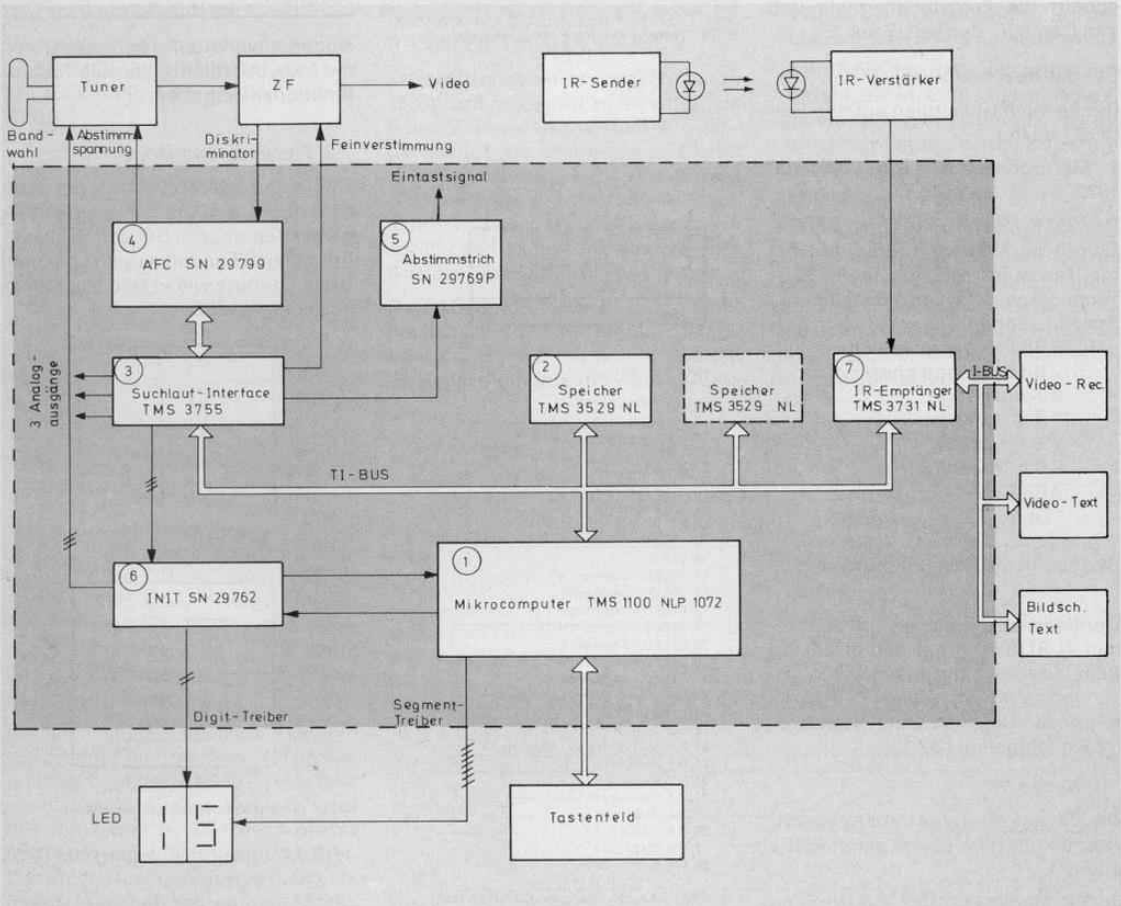 Tuner
ZF
Video
IR-Sender
IR-Verstärker
Band-
wahl
Abstimm-
spannung
Diskri-
minator
Feinverstimmung
Eintastsignal
4
AFC SN 29799
5
Abstimmstrich
SN 29769P
3 Analog-
ausgänge
3
Suchlauf-Interface
TMS 3755
2
Speicher
TMS 3529 NL
Speicher
TMS 3529 NL
7
IR-Empfänger
TMS 3731 NL
I-BUS
Video-Rec.
TI-BUS
Video-Text
6
INIT SN 29762
1
Mikrocomputer TMS 1100 NLP 1072
Bildsch.
Text
Digit-Treiber
Segment-
Treiber
LED
15
Tastenfeld